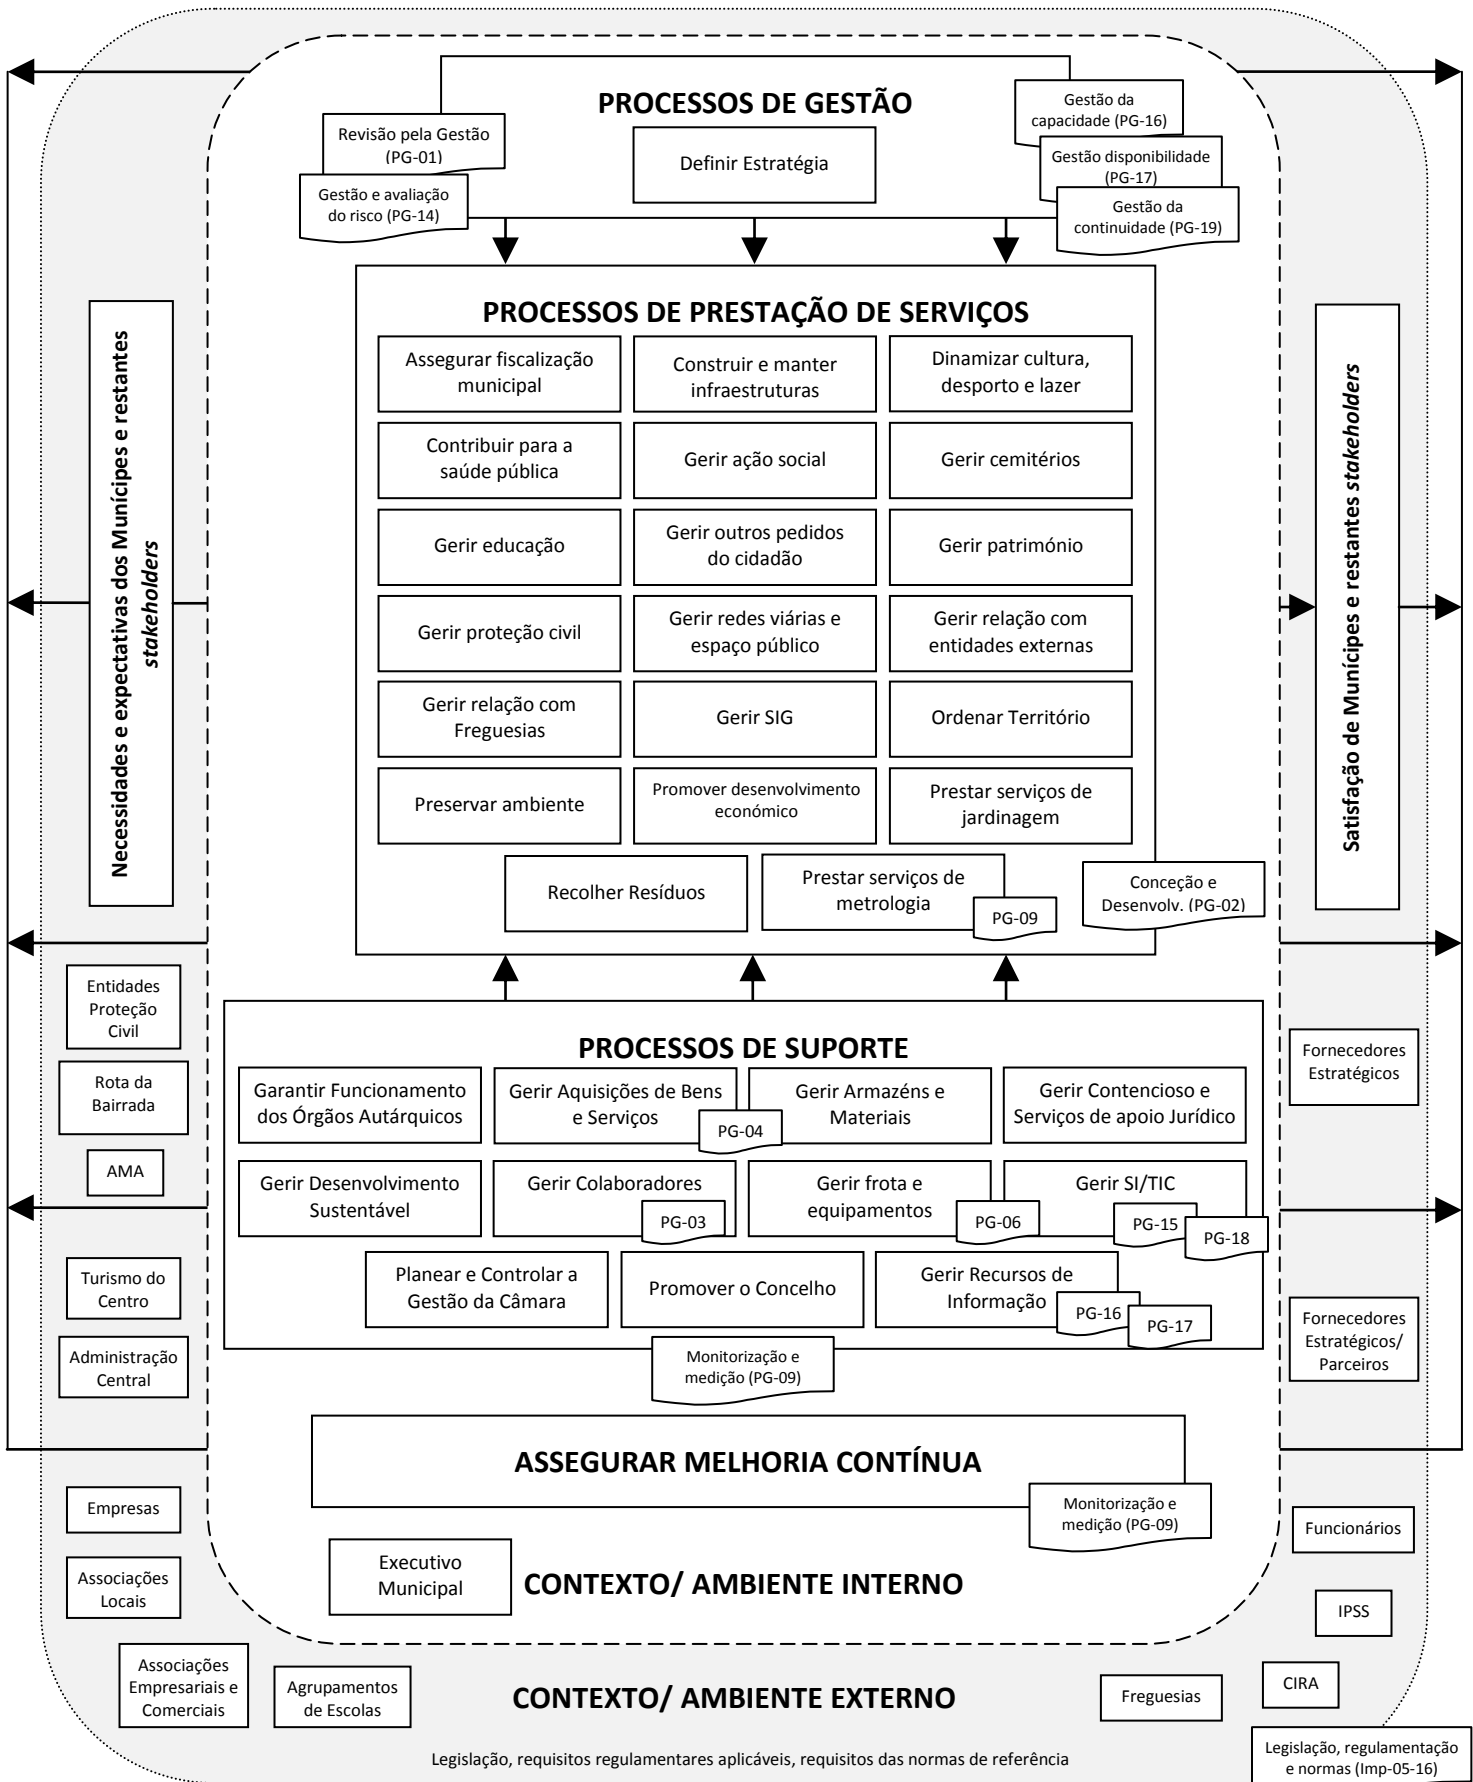 PROCESSOS DE GESTÃO
Revisão pela Gestão
(PG-01)
Gestão e avaliação
do risco (PG-14)
Definir Estratégia
Gestão da
capacidade (PG-16)
Gestão disponibilidade
(PG-17)
Gestão da
continuidade (PG-19)
Necessidades e expectativas dos Munícipes e restantes
stakeholders
PROCESSOS DE PRESTAÇÃO DE SERVIÇOS
Assegurar fiscalização
municipal
Construir e manter
infraestruturas
Dinamizar cultura,
desporto e lazer
Contribuir para a
saúde pública
Gerir ação social
Gerir cemitérios
Gerir educação
Gerir outros pedidos
do cidadão
Gerir património
Gerir proteção civil
Gerir redes viárias e
espaço público
Gerir relação com
entidades externas
Gerir relação com
Freguesias
Gerir SIG
Ordenar Território
Preservar ambiente
Promover desenvolvimento
económico
Prestar serviços de
jardinagem
Recolher Resíduos
Prestar serviços de
metrologia
PG-09
Conceção e
Desenvolv. (PG-02)
Satisfação de Munícipes e restantes stakeholders
PROCESSOS DE SUPORTE
Garantir Funcionamento
dos Órgãos Autárquicos
Gerir Aquisições de Bens
e Serviços
PG-04
Gerir Armazéns e
Materiais
Gerir Contencioso e
Serviços de apoio Jurídico
Gerir Desenvolvimento
Sustentável
Gerir Colaboradores
PG-03
Gerir frota e
equipamentos
PG-06
Gerir SI/TIC
PG-15
PG-18
Planear e Controlar a
Gestão da Câmara
Promover o Concelho
Gerir Recursos de
Informação
PG-16
PG-17
Monitorização e
medição (PG-09)
ASSEGURAR MELHORIA CONTÍNUA
Monitorização e
medição (PG-09)
Executivo
Municipal
CONTEXTO/ AMBIENTE INTERNO
Entidades
Proteção
Civil
Rota da
Bairrada
AMA
Turismo do
Centro
Administração
Central
Empresas
Associações
Locais
Associações
Empresariais e
Comerciais
Agrupamentos
de Escolas
CONTEXTO/ AMBIENTE EXTERNO
Fornecedores
Estratégicos
Fornecedores
Estratégicos/
Parceiros
Funcionários
IPSS
CIRA
Freguesias
Legislação, requisitos regulamentares aplicáveis, requisitos das normas de referência
Legislação, regulamentação
e normas (Imp-05-16)